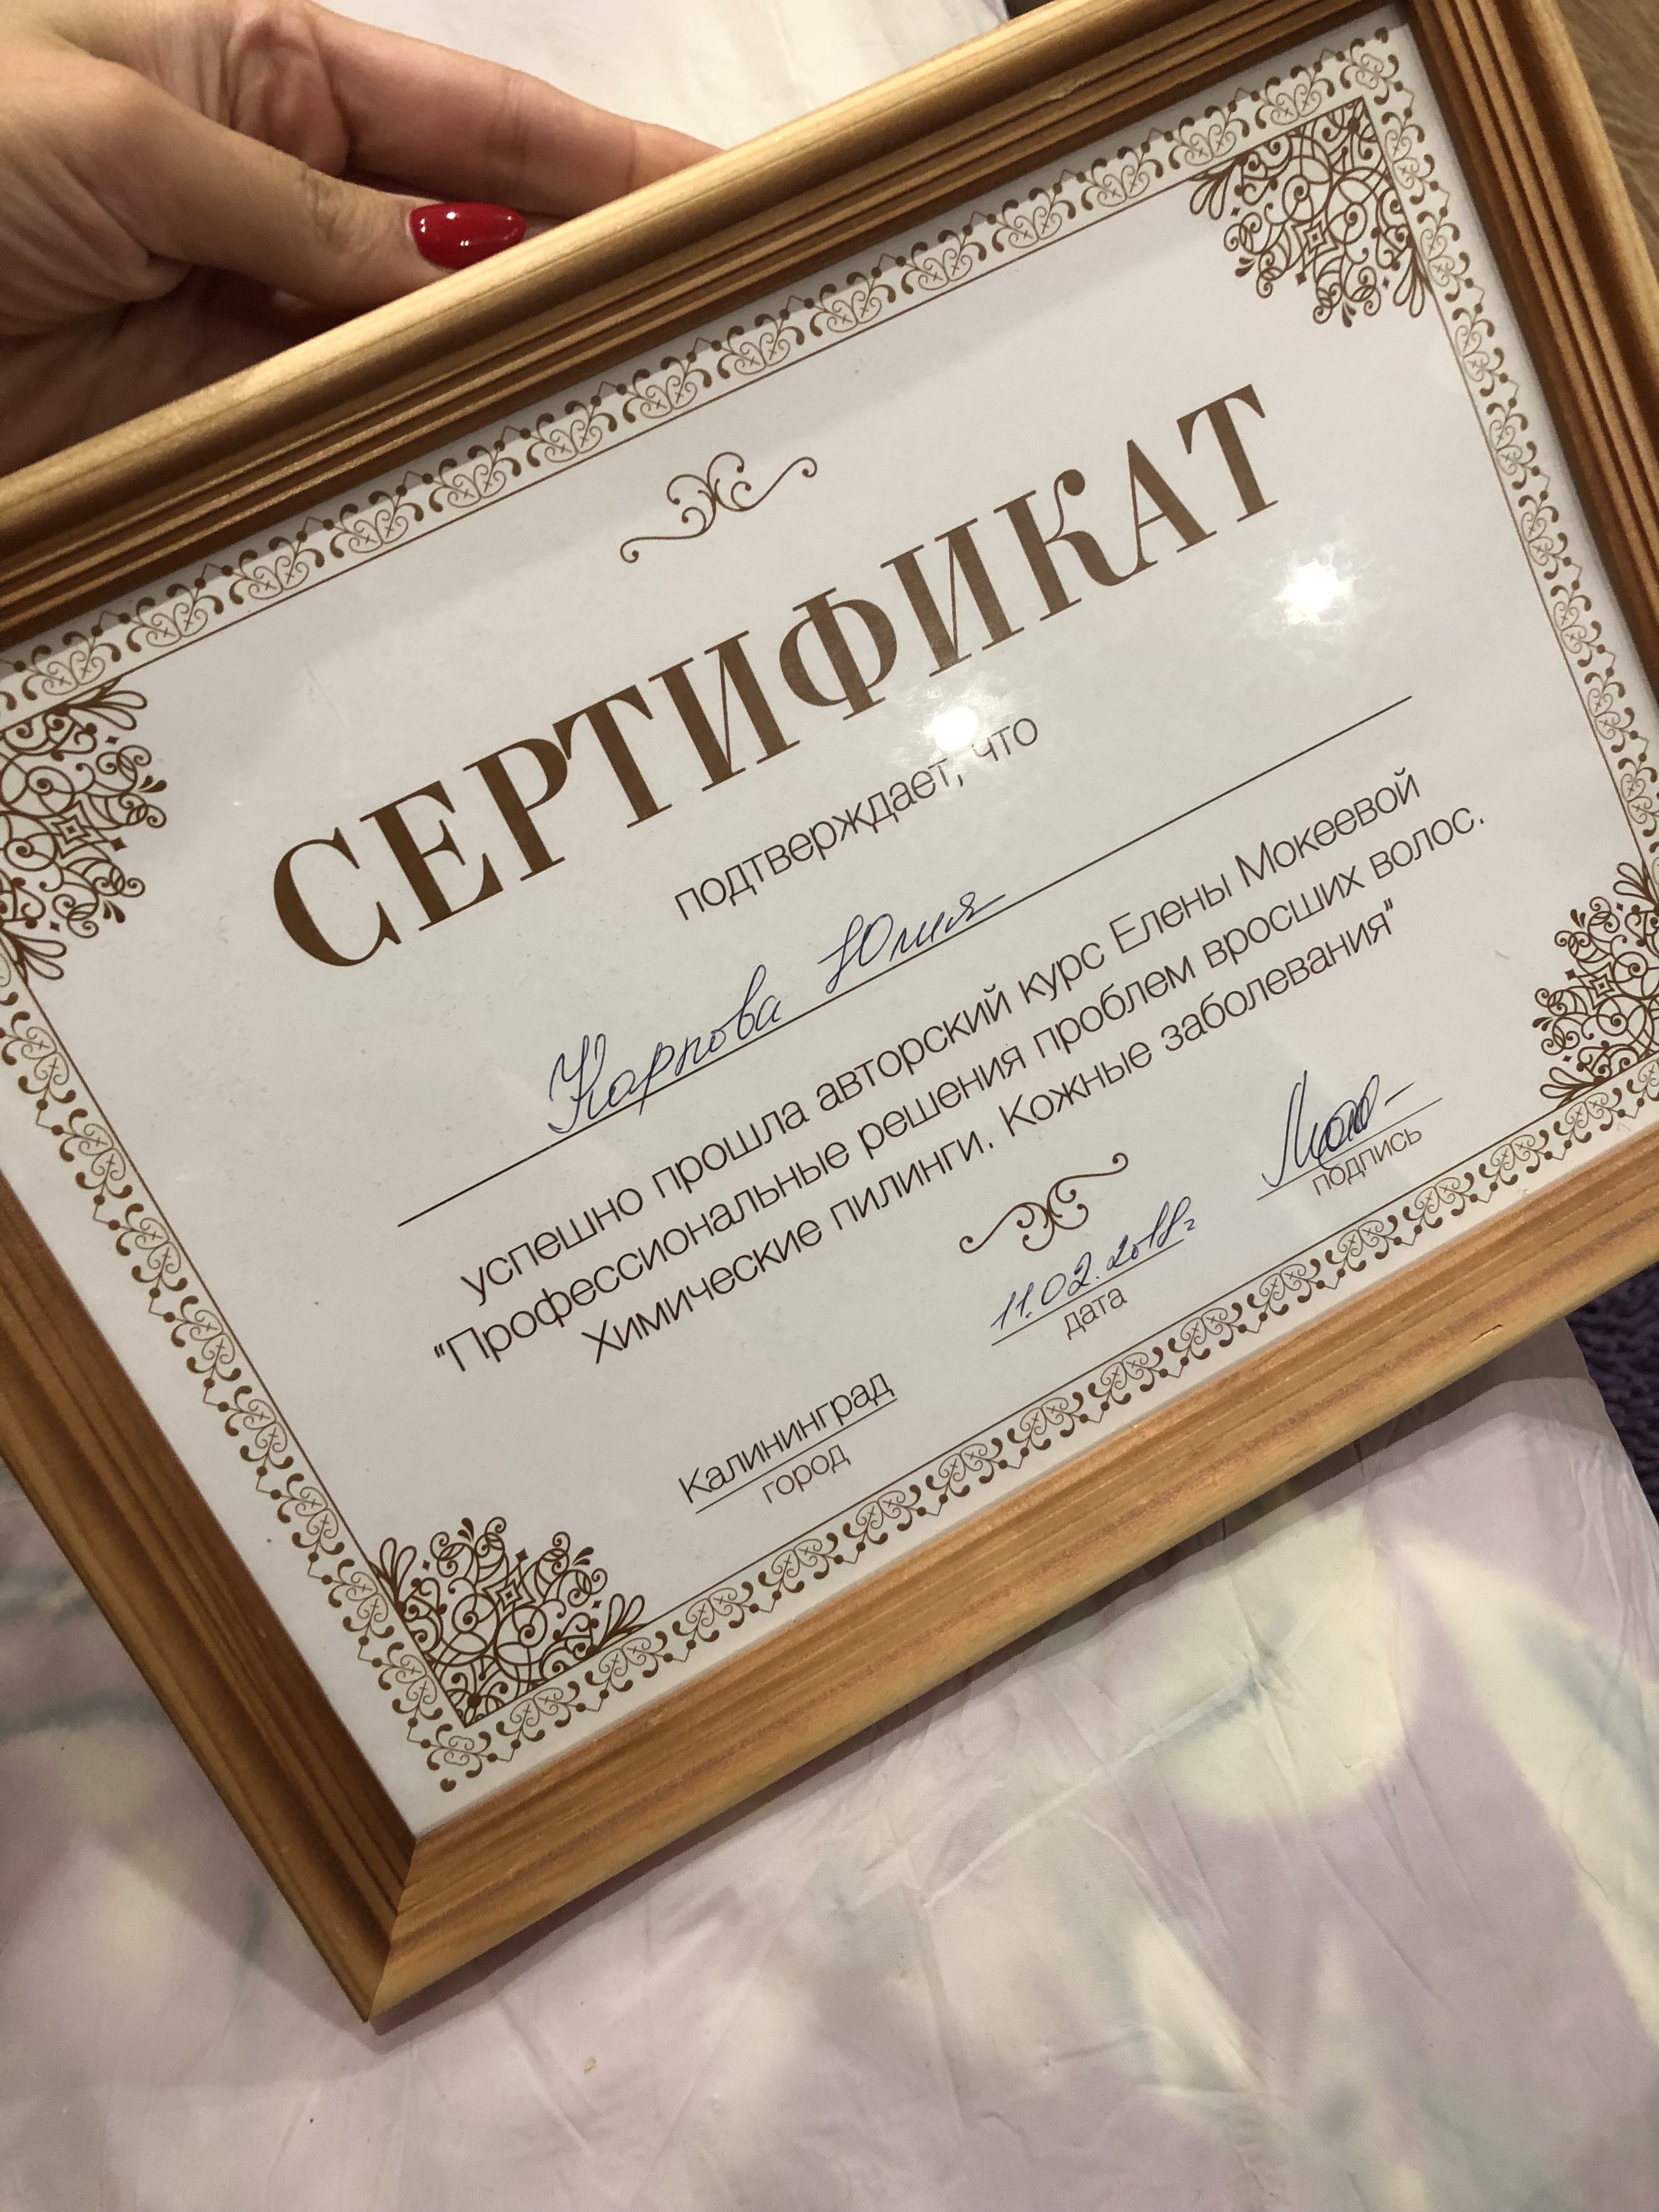 СЕРТИФИКАТ
подтверждает, что
Карпова Юлия
успешно прошла авторский курс Елены Мокеевой
"Профессиональные решения проблем вросших волос.
Химические пилинги. Кожные заболевания"
Калининград
город
11.02.2018г
дата
подпись